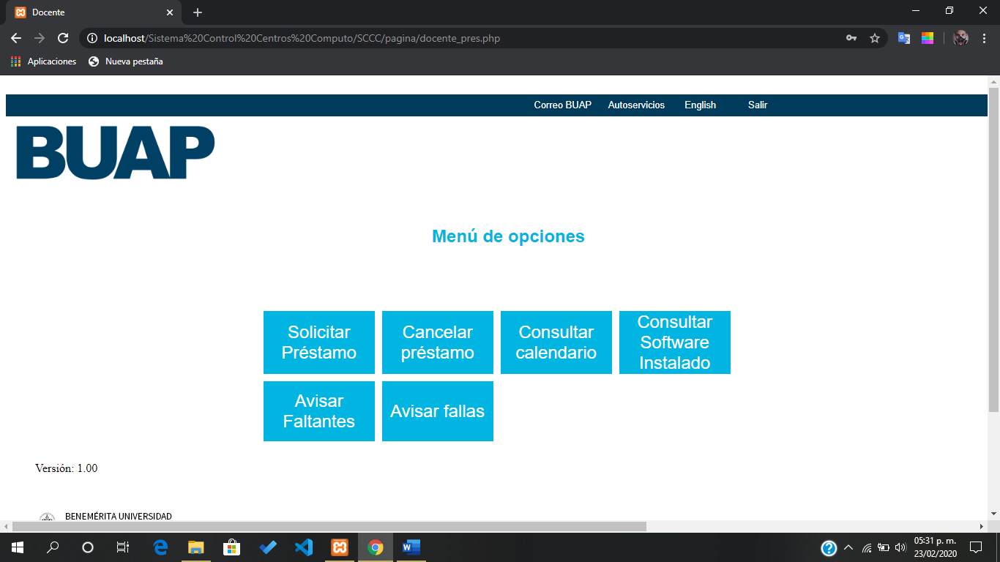 Docente
localhost/Sistema%20Control%20Centros%20Computo/SCCC/pagina/docente_pres.php
Aplicaciones
Nueva pestaña
Correo BUAP
Autoservicios
English
Salir
BUAP
Menú de opciones
Solicitar
Préstamo
Cancelar
préstamo
Consultar
calendario
Consultar
Software
Instalado
Avisar
Faltantes
Avisar fallas
Versión: 1.00
BENEMÉRITA UNIVERSIDAD
05:31 p. m.
23/02/2020